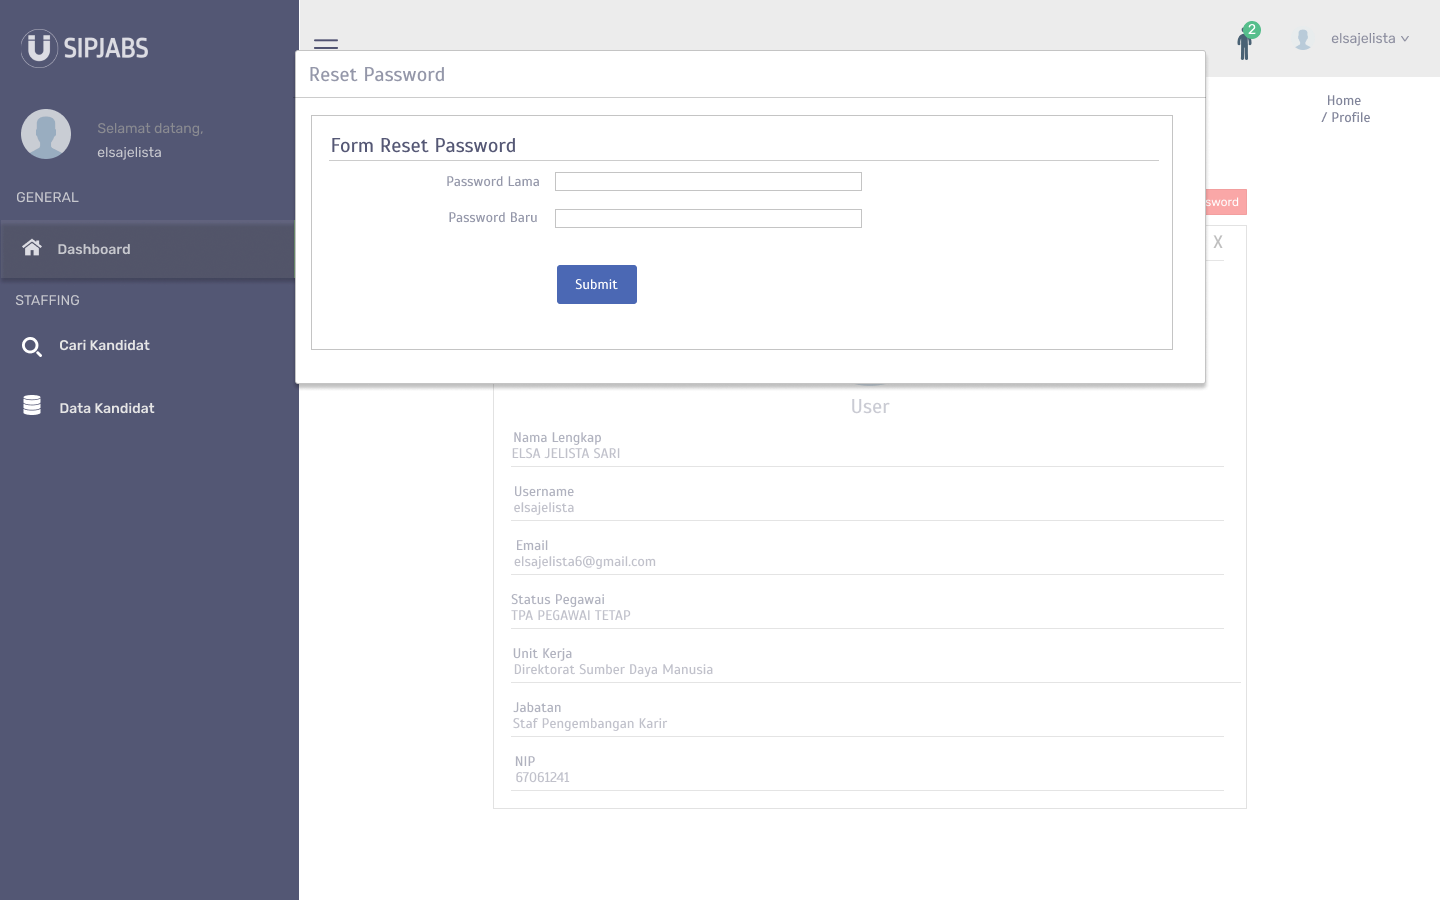 SIPJABS
Selamat datang,
elsajelista
GENERAL
Dashboard
STAFFING
Cari Kandidat
Data Kandidat
2
elsajelista
Home
/ Profile
Reset Password
Form Reset Password
Password Lama
Password Baru
Submit
sword
X
User
Nama Lengkap
ELSA JELISTA SARI
Username
elsajelista
Email
elsajelista6@gmail.com
Status Pegawai
TPA PEGAWAI TETAP
Unit Kerja
Direktorat Sumber Daya Manusia
Jabatan
Staf Pengembangan Karir
NIP
67061241